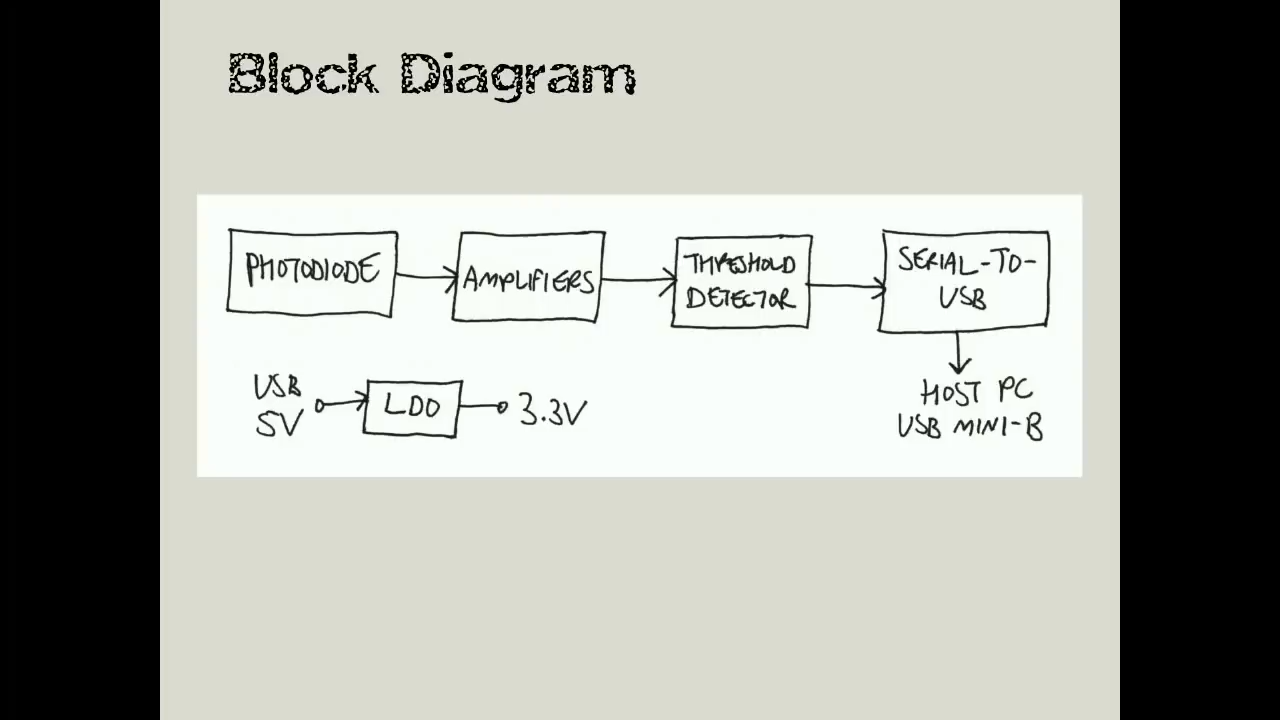 Block Diagram
PHOTODIODE
AMPLIFIERS
THRESHOLD
DETECTOR
SERIAL-TO-
USB
HOST PC
USB MINI-B
USB
5V
LDO
3.3V